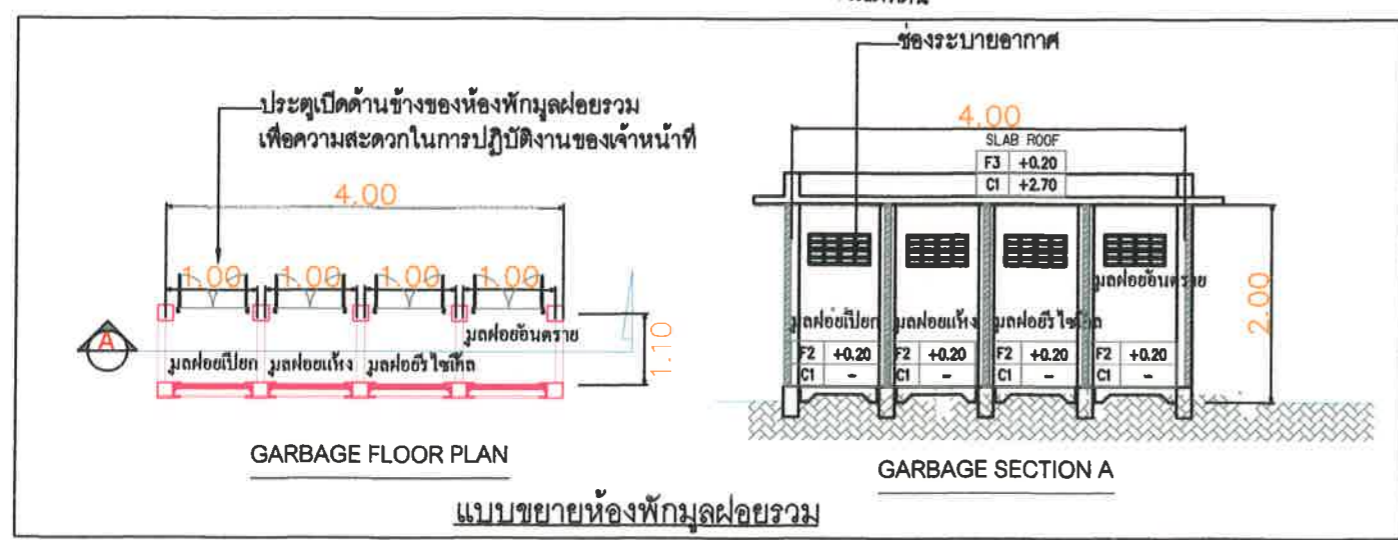 ช่องระบายอากาศ
ประตูเปิดด้านข้างของห้องพักมูลฝอยรวม
เพื่อความสะดวกในการปฏิบัติงานของเจ้าหน้าที่
4.00
1.00 1.00 1.00 1.00
A
มูลฝอยเปียก มูลฝอยแห้ง มูลฝอยรีไซเกิ้ล มูลฝอยอันตราย
1.10
GARBAGE FLOOR PLAN
4.00
SLAB ROOF
F3 +0.20
C1 +2.70
มูลฝอยเปียก มูลฝอยแห้ง มูลฝอยรีไซเกิ้ล มูลฝอยอันตราย
F2 +0.20 F2 +0.20 F2 +0.20 F2 +0.20
C1 - C1 - C1 - C1 -
2.00
GARBAGE SECTION A
แบบขยายห้องพักมูลฝอยรวม